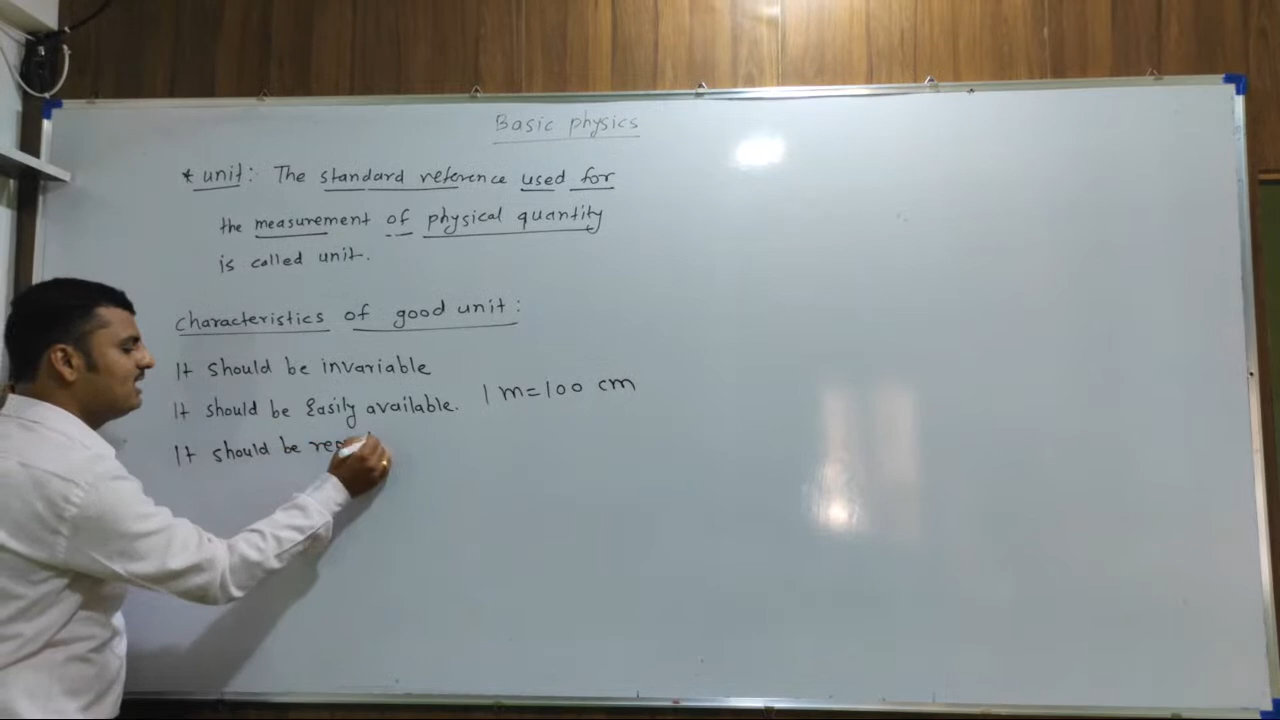 Basic physics
* unit: The standard reference used for
the measurement of physical quantity
is called unit.
characteristics of good unit:
It should be invariable
It should be Easily available. 1 m=100 cm
It should be